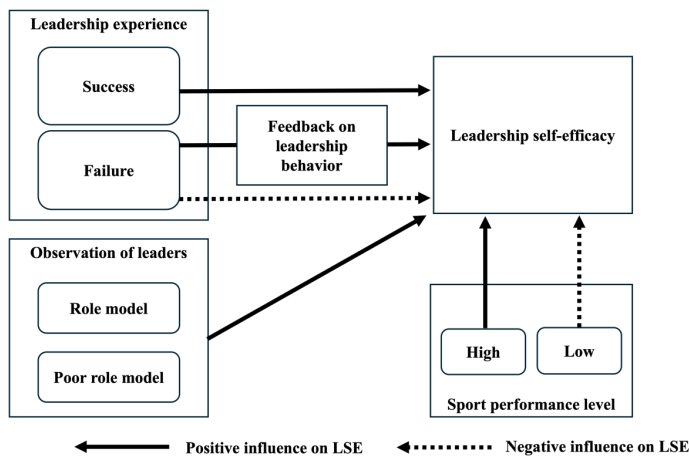 Leadership experience
Success
Failure
Feedback on
leadership
behavior
Leadership self-efficacy
Observation of leaders
Role model
Poor role model
High
Low
Sport performance level
Positive influence on LSE
Negative influence on LSE